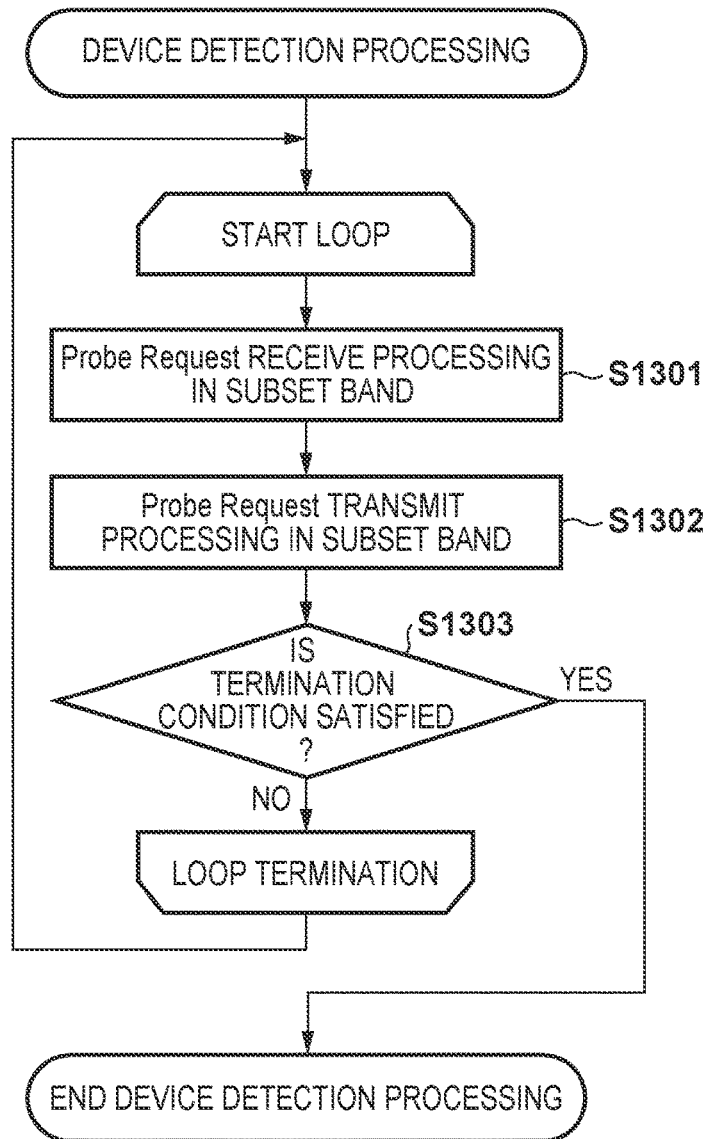 DEVICE DETECTION PROCESSING
START LOOP
Probe Request RECEIVE PROCESSING
IN SUBSET BAND
S1301
Probe Request TRANSMIT
PROCESSING IN SUBSET BAND
S1302
S1303
IS
TERMINATION
CONDITION SATISFIED
?
YES
NO
LOOP TERMINATION
END DEVICE DETECTION PROCESSING